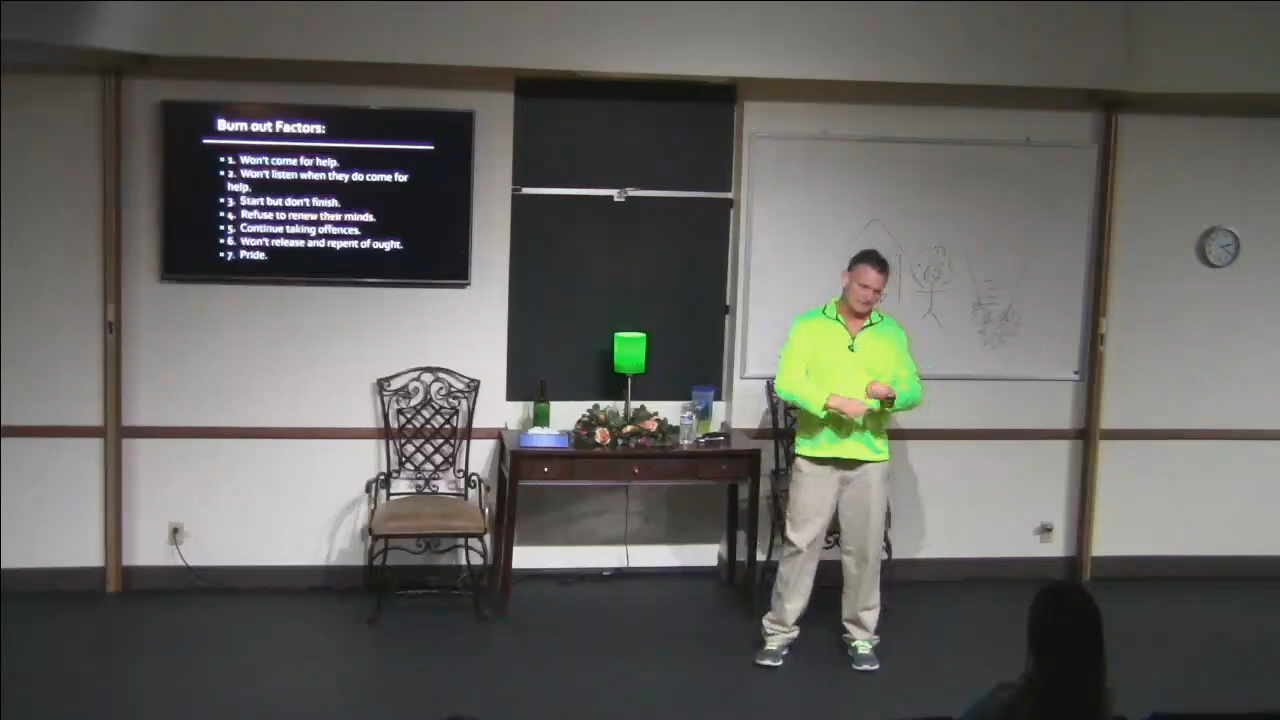 Burn out Factors:
1. Won't come for help.
2. Won't listen when they do come for
help.
3. Start but don't finish.
4. Refuse to renew their minds.
5. Continue taking offences.
6. Won't release and repent of ought.
7. Pride.